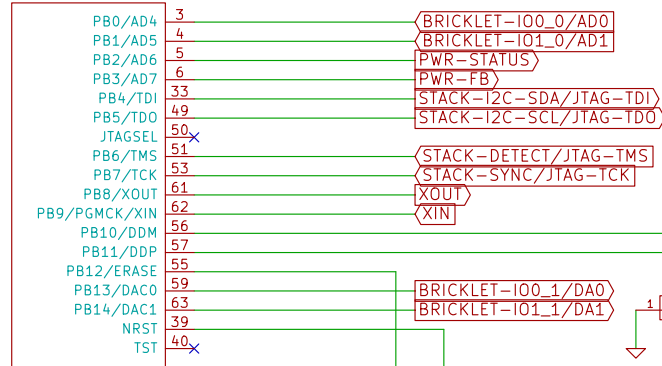 PB0/AD4 3 BRICKLET-IO0_0/AD0
PB1/AD5 4 BRICKLET-IO1_0/AD1
PB2/AD6 5 PWR-STATUS
PB3/AD7 6 PWR-FB
PB4/TDI 33 STACK-I2C-SDA/JTAG-TDI
PB5/TDO 49 STACK-I2C-SCL/JTAG-TDO
JTAGSEL 50
PB6/TMS 51 STACK-DETECT/JTAG-TMS
PB7/TCK 53 STACK-SYNC/JTAG-TCK
PB8/XOUT 61 XOUT
PB9/PGMCK/XIN 62 XIN
PB10/DDM 56
PB11/DDP 57
PB12/ERASE 55
PB13/DAC0 59 BRICKLET-IO0_1/DA0
PB14/DAC1 63 BRICKLET-IO1_1/DA1 1
NRST 39
TST 40